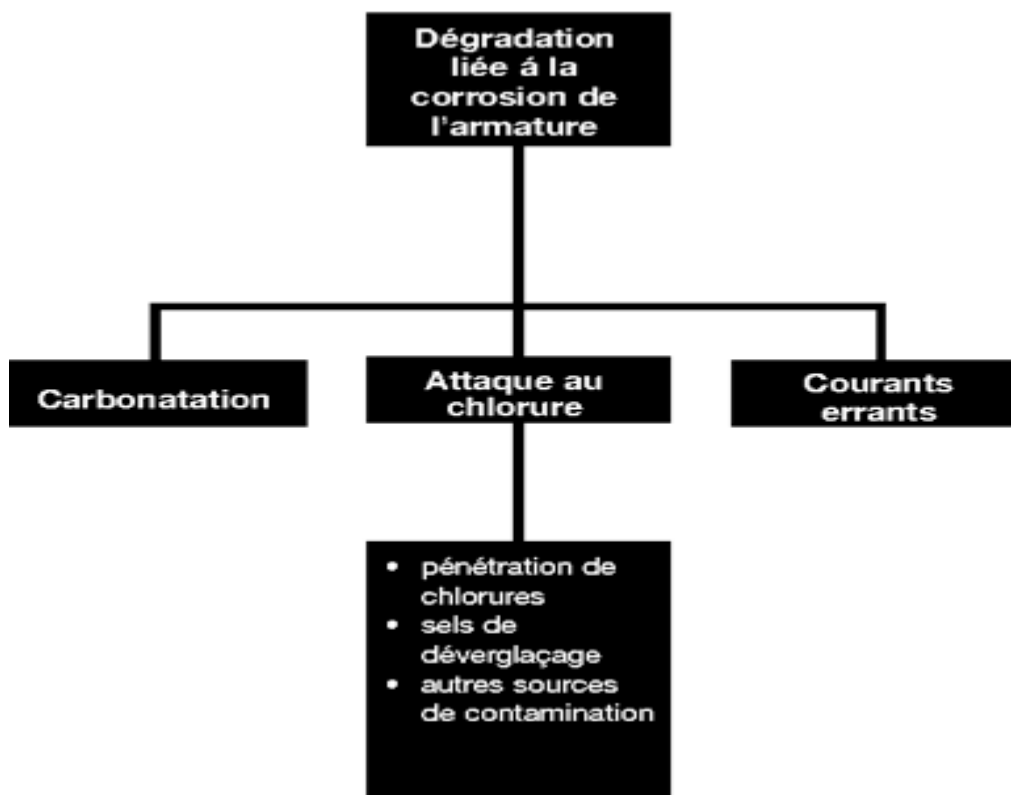 Dégradation
liée á la
corrosion de
l'armature
Carbonatation
Attaque au
chlorure
Courants
errants
• pénétration de
chlorures
• sels de
déverglaçage
• autres sources
de contamination